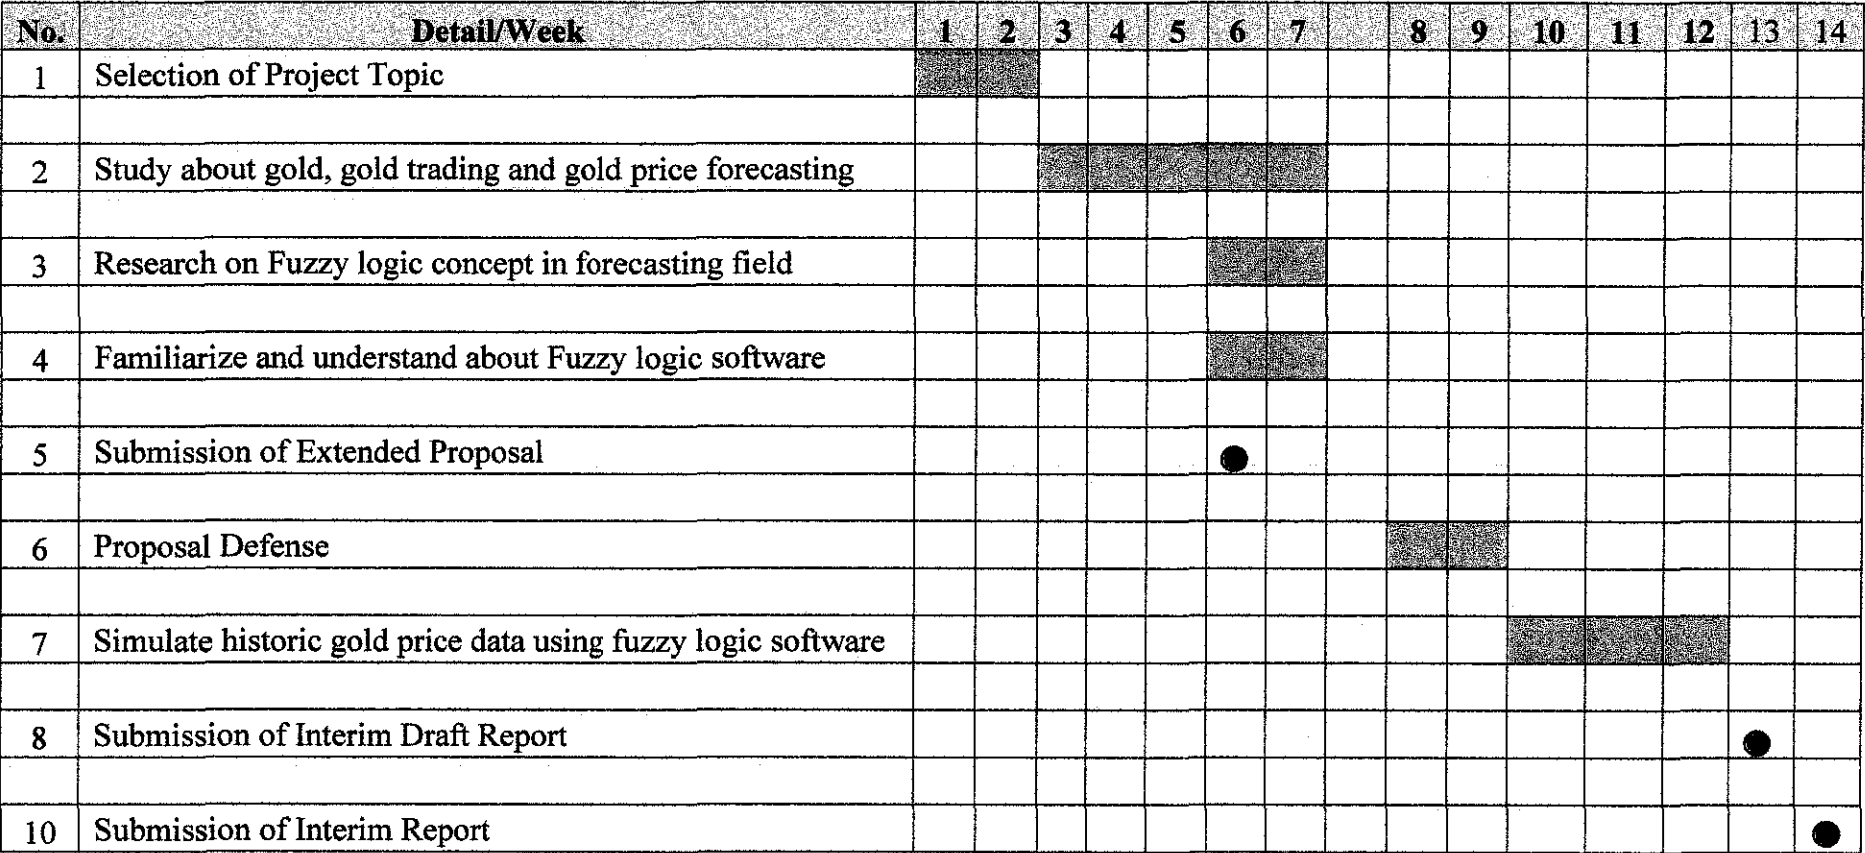 No. Detail/Week 1 2 3 4 5 6 7 8 9 10 11 12 13 14
1 Selection of Project Topic
2 Study about gold, gold trading and gold price forecasting
3 Research on Fuzzy logic concept in forecasting field
4 Familiarize and understand about Fuzzy logic software
5 Submission of Extended Proposal
6 Proposal Defense
7 Simulate historic gold price data using fuzzy logic software
8 Submission of Interim Draft Report
10 Submission of Interim Report